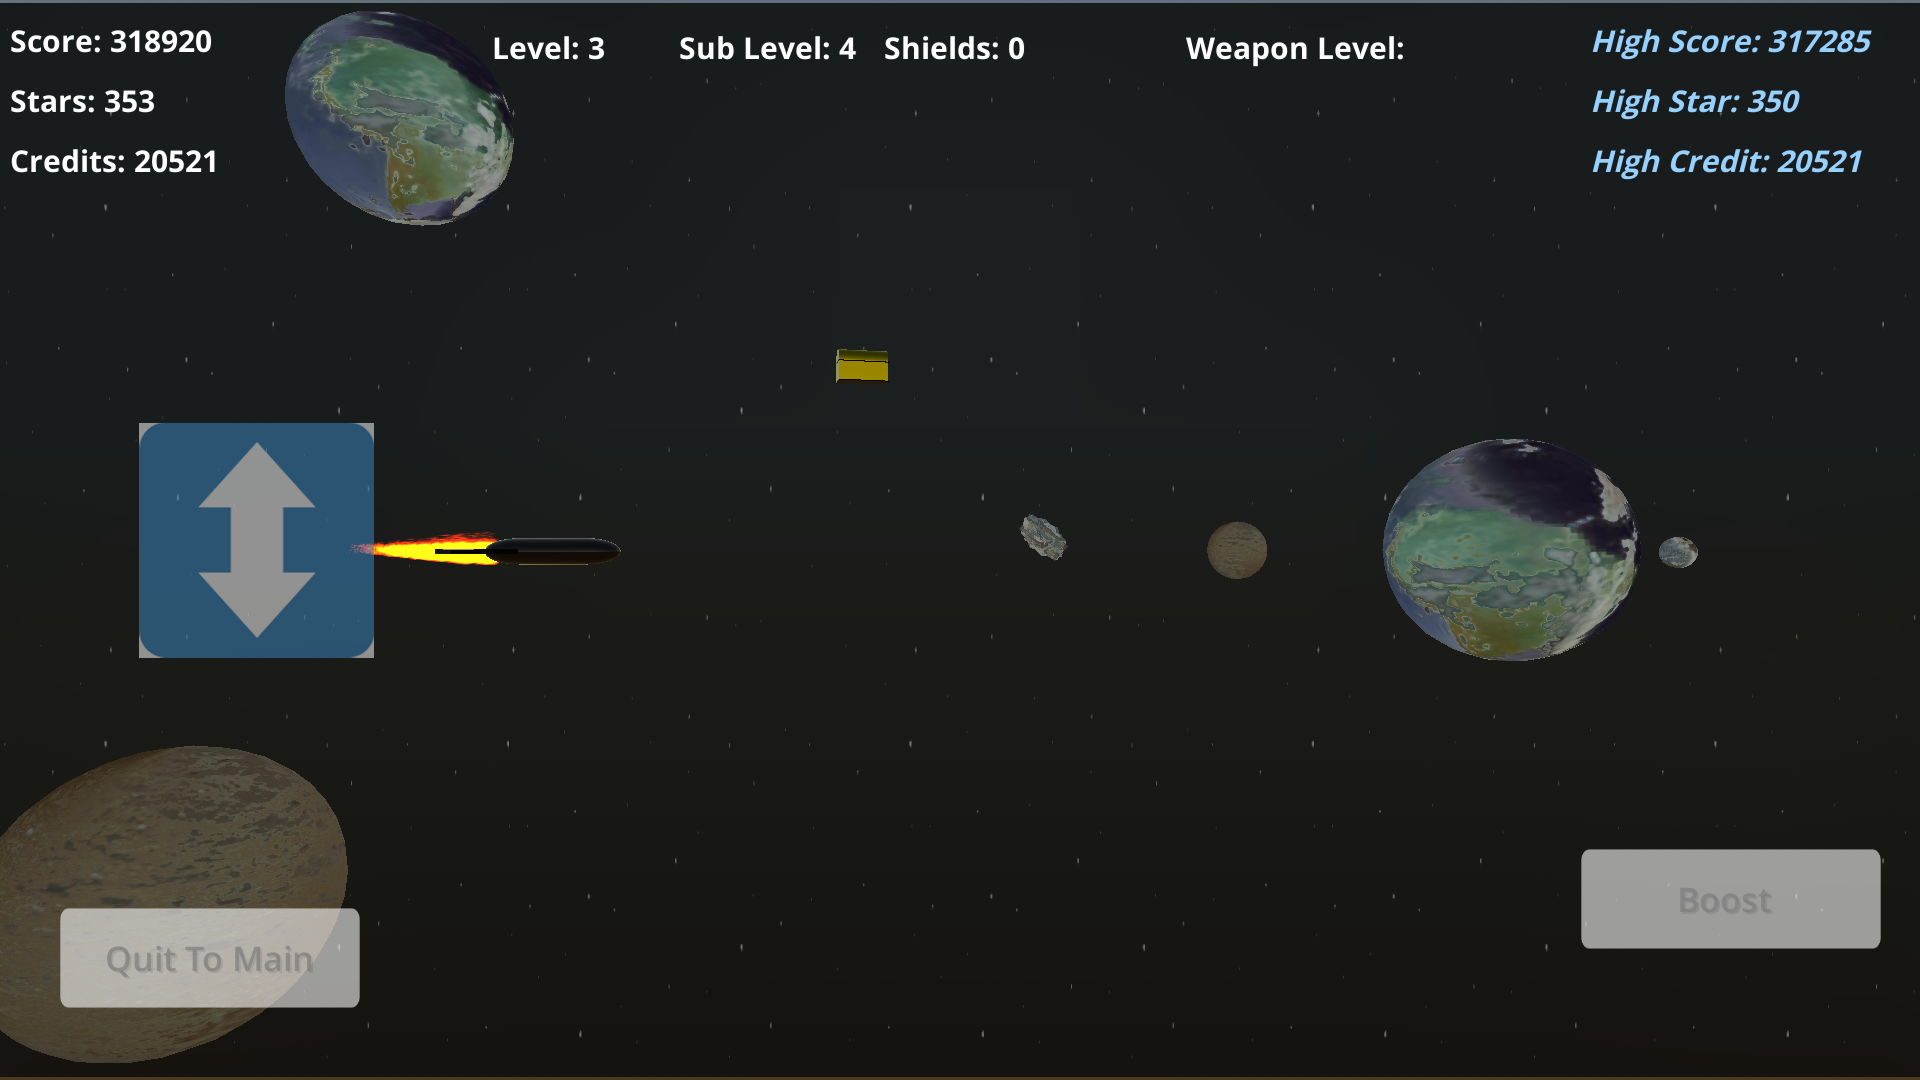 Score: 318920
Stars: 353
Credits: 20521
Level: 3
Sub Level: 4
Shields: 0
Weapon Level:
High Score: 317285
High Star: 350
High Credit: 20521
Boost
Quit To Main